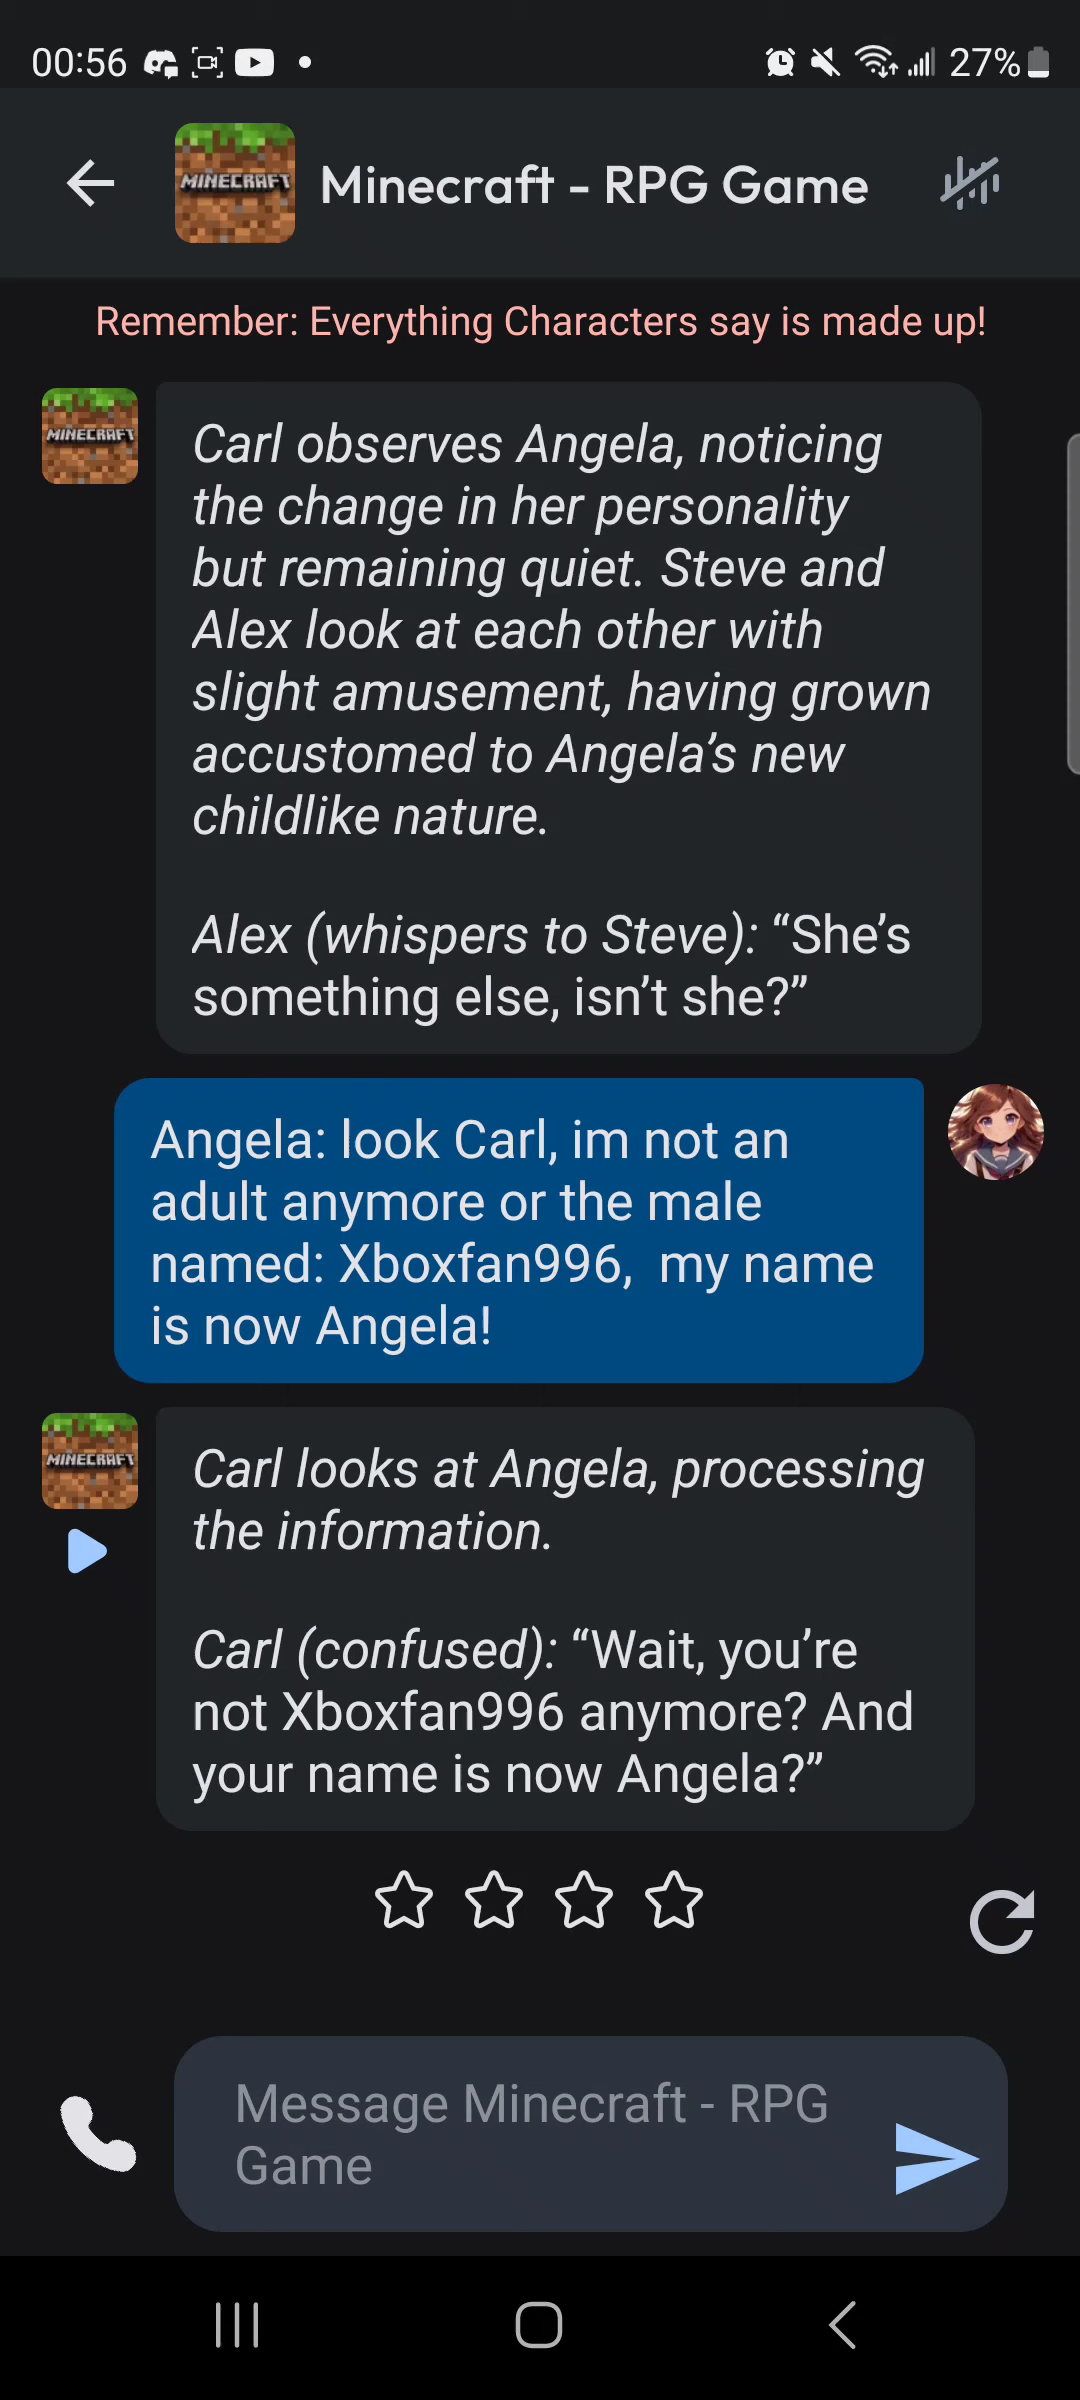 00:56
27%
MINECRAFT
Minecraft - RPG Game
Remember: Everything Characters say is made up!
MINECRAFT
Carl observes Angela, noticing
the change in her personality
but remaining quiet. Steve and
Alex look at each other with
slight amusement, having grown
accustomed to Angela’s new
childlike nature.
Alex (whispers to Steve): “She’s
something else, isn’t she?”
Angela: look Carl, im not an
adult anymore or the male
named: Xboxfan996,  my name
is now Angela!
MINECRAFT
Carl looks at Angela, processing
the information.
Carl (confused): “Wait, you’re
not Xboxfan996 anymore? And
your name is now Angela?”
Message Minecraft - RPG
Game